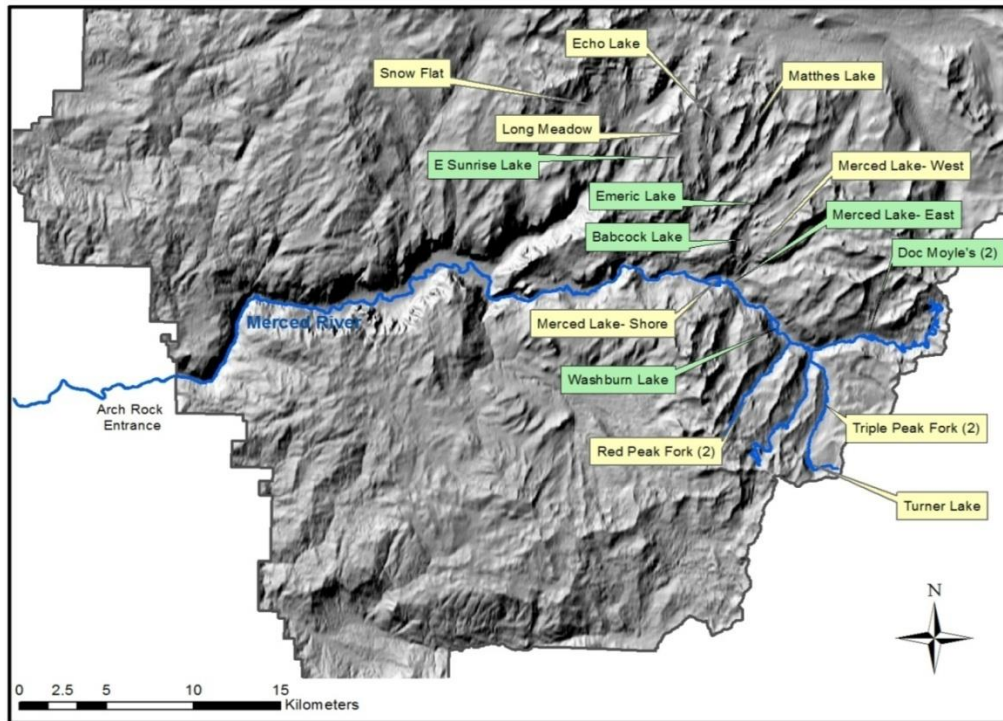 Echo Lake
Snow Flat
Matthes Lake
Long Meadow
E Sunrise Lake
Merced Lake- West
Emeric Lake
Merced Lake- East
Babcock Lake
Doc Moyle's (2)
Merced River
Merced Lake- Shore
Washburn Lake
Arch Rock
Entrance
Triple Peak Fork (2)
Red Peak Fork (2)
Turner Lake
N
0 2.5 5 10 15
Kilometers